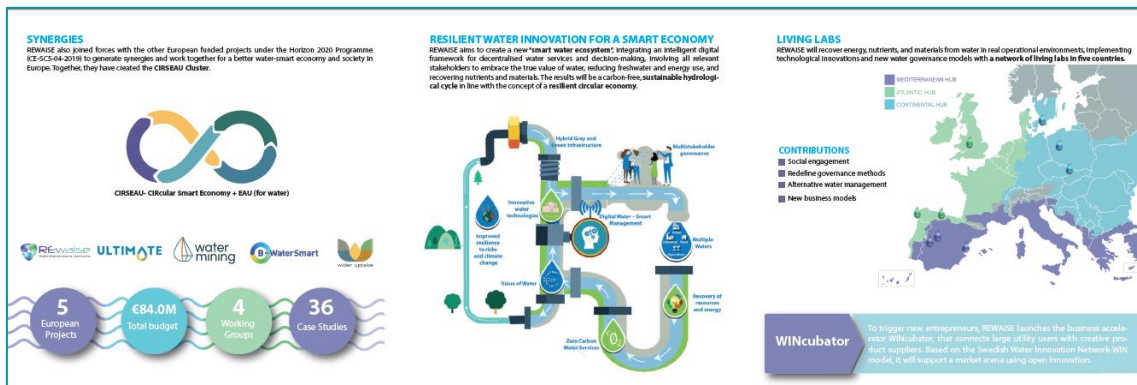 SYNERGIES
REWAISE also joined forces with the other European funded projects under the Horizon 2020 Programme
(CE-SC5-04-2019) to generate synergies and work together for a better water-smart economy and society in
Europe. Together, they have created the CIRSEAU Cluster.
CIRSEAU- CIRcular Smart Economy + EAU (for water)
REWaise
ULTIMATE
water
mining
B-WaterSmart
wider uptake
5
European
Projects
€84.0M
Total budget
4
Working
Groups
36
Case Studies
RESILIENT WATER INNOVATION FOR A SMART ECONOMY
REWAISE aims to create a new "smart water ecosystem", integrating an intelligent digital
framework for decentralised water services and decision-making, involving all relevant
stakeholders to embrace the true value of water, reducing freshwater and energy use, and
recovering nutrients and materials. The results will be a carbon-free, sustainable hydrologi-
cal cycle in line with the concept of a resilient circular economy.
Hybrid Grey and
Green Infrastructure
Multistakeholder
governance
Innovative
water
technologies
Digital Water – Smart
Management
Improved
resilience
to risks
and climate
change
Multiple
Waters
Value of Water
Recovery of
resources
and energy
Zero Carbon
Water Services
O2
LIVING LABS
REWAISE will recover energy, nutrients, and materials from water in real operational environments, implementing
technological innovations and new water governance models with a network of living labs in five countries.
MEDITERRANEAN HUB
ATLANTIC HUB
CONTINENTAL HUB
CONTRIBUTIONS
Social engagement
Redefine governance methods
Alternative water management
New business models
WINcubator
To trigger new entrepreneurs, REWAISE launches the business accele-
rator WINcubator, that connects large utility users with creative pro-
duct suppliers. Based on the Swedish Water Innovation Network-WIN
model, it will support a market arena using open innovation.